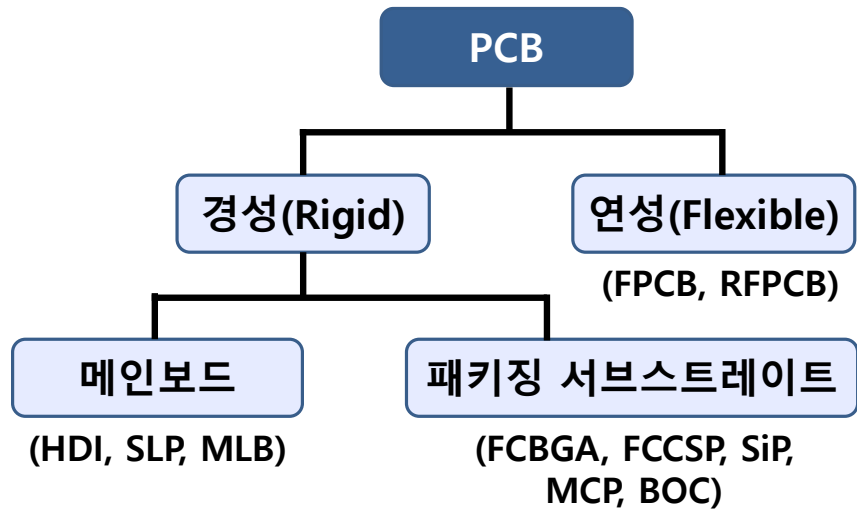 PCB
경성(Rigid)
연성(Flexible)
(FPCB, RFPCB)
메인보드
패키징 서브스트레이트
(HDI, SLP, MLB)
(FCBGA, FCCSP, SiP,
MCP, BOC)